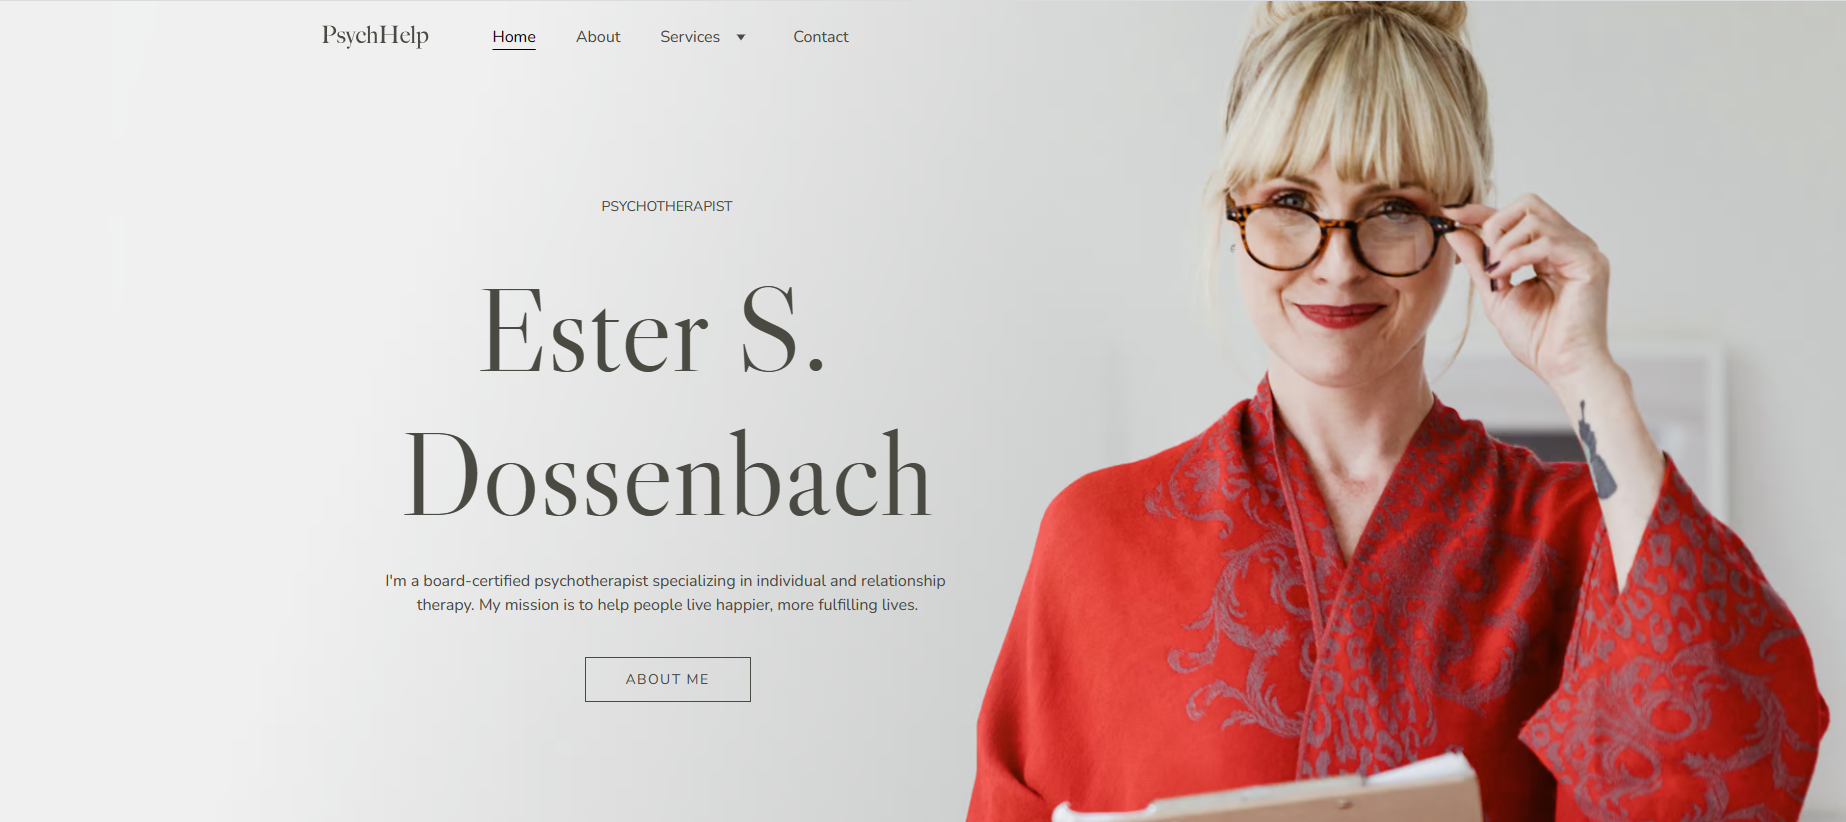 PsychHelp
Home About Services Contact
PSYCHOTHERAPIST
Ester S.
Dossenbach
I'm a board-certified psychotherapist specializing in individual and relationship
therapy. My mission is to help people live happier, more fulfilling lives.
ABOUT ME